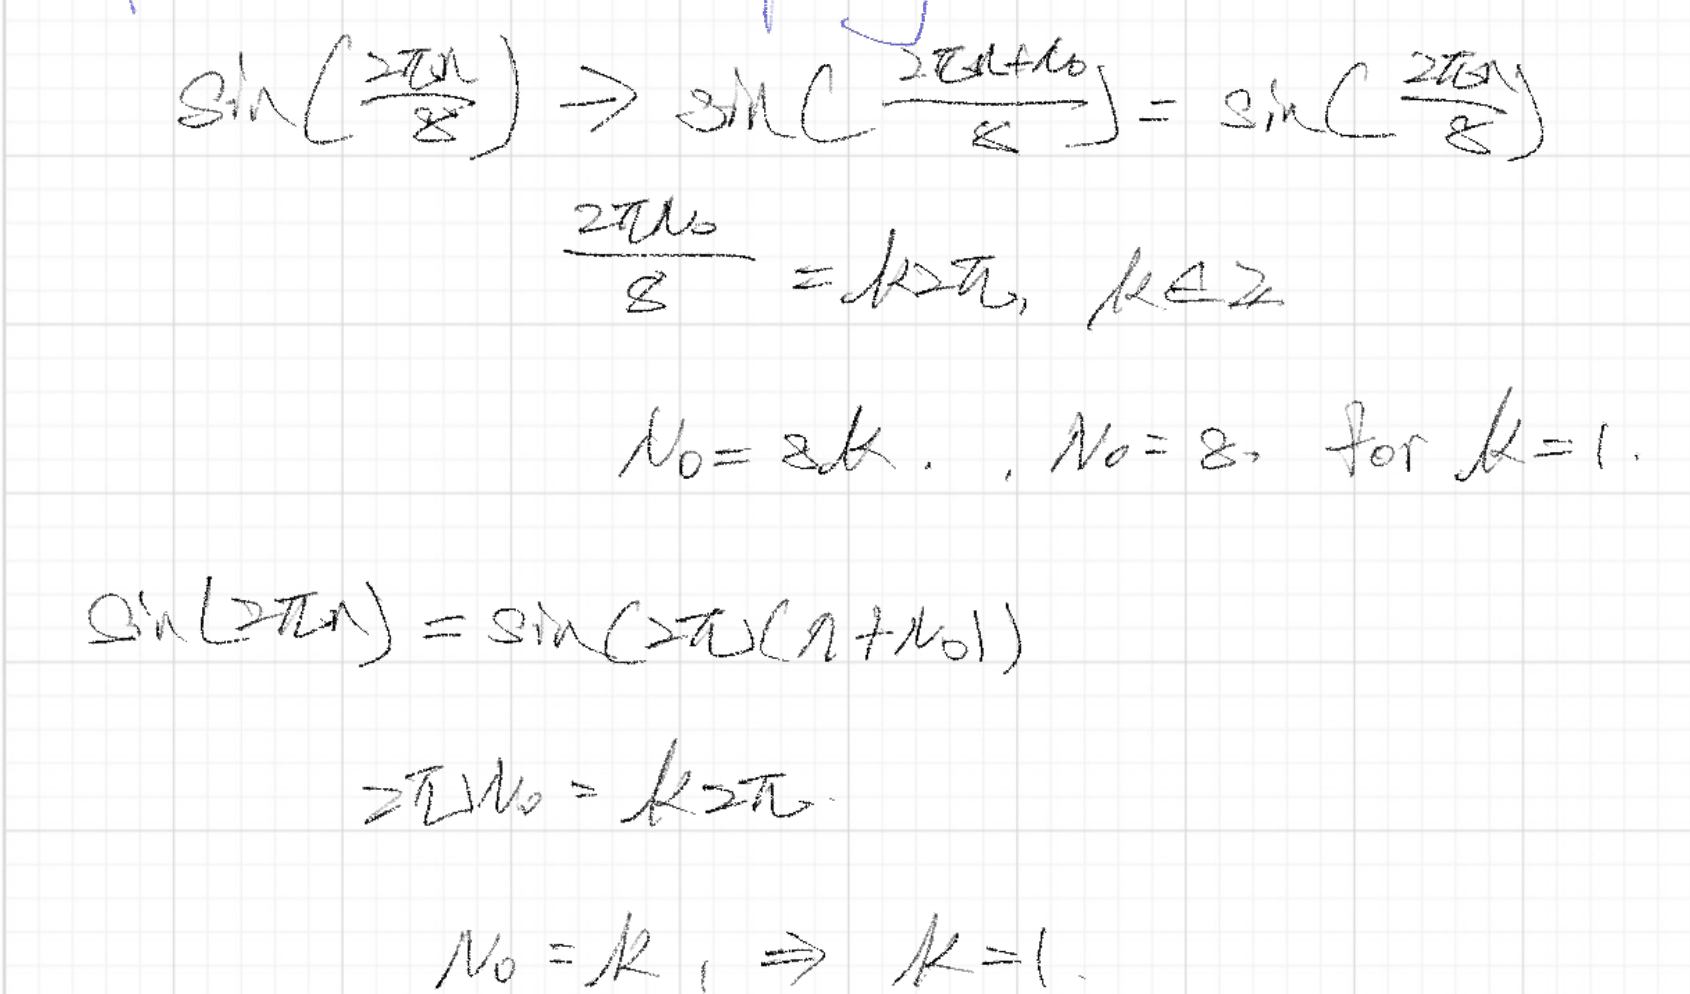 sin(2πn/8) → sin((2πn+N₀)/8) = sin(2πn/8)
2πN₀/8 = k2π, k∈Z
N₀ = 8k. , N₀ = 8, for k = 1.
sin(2πn) = sin(2π(n+N₀))
2πN₀ = k2π.
N₀ = k, ⇒ k = 1.